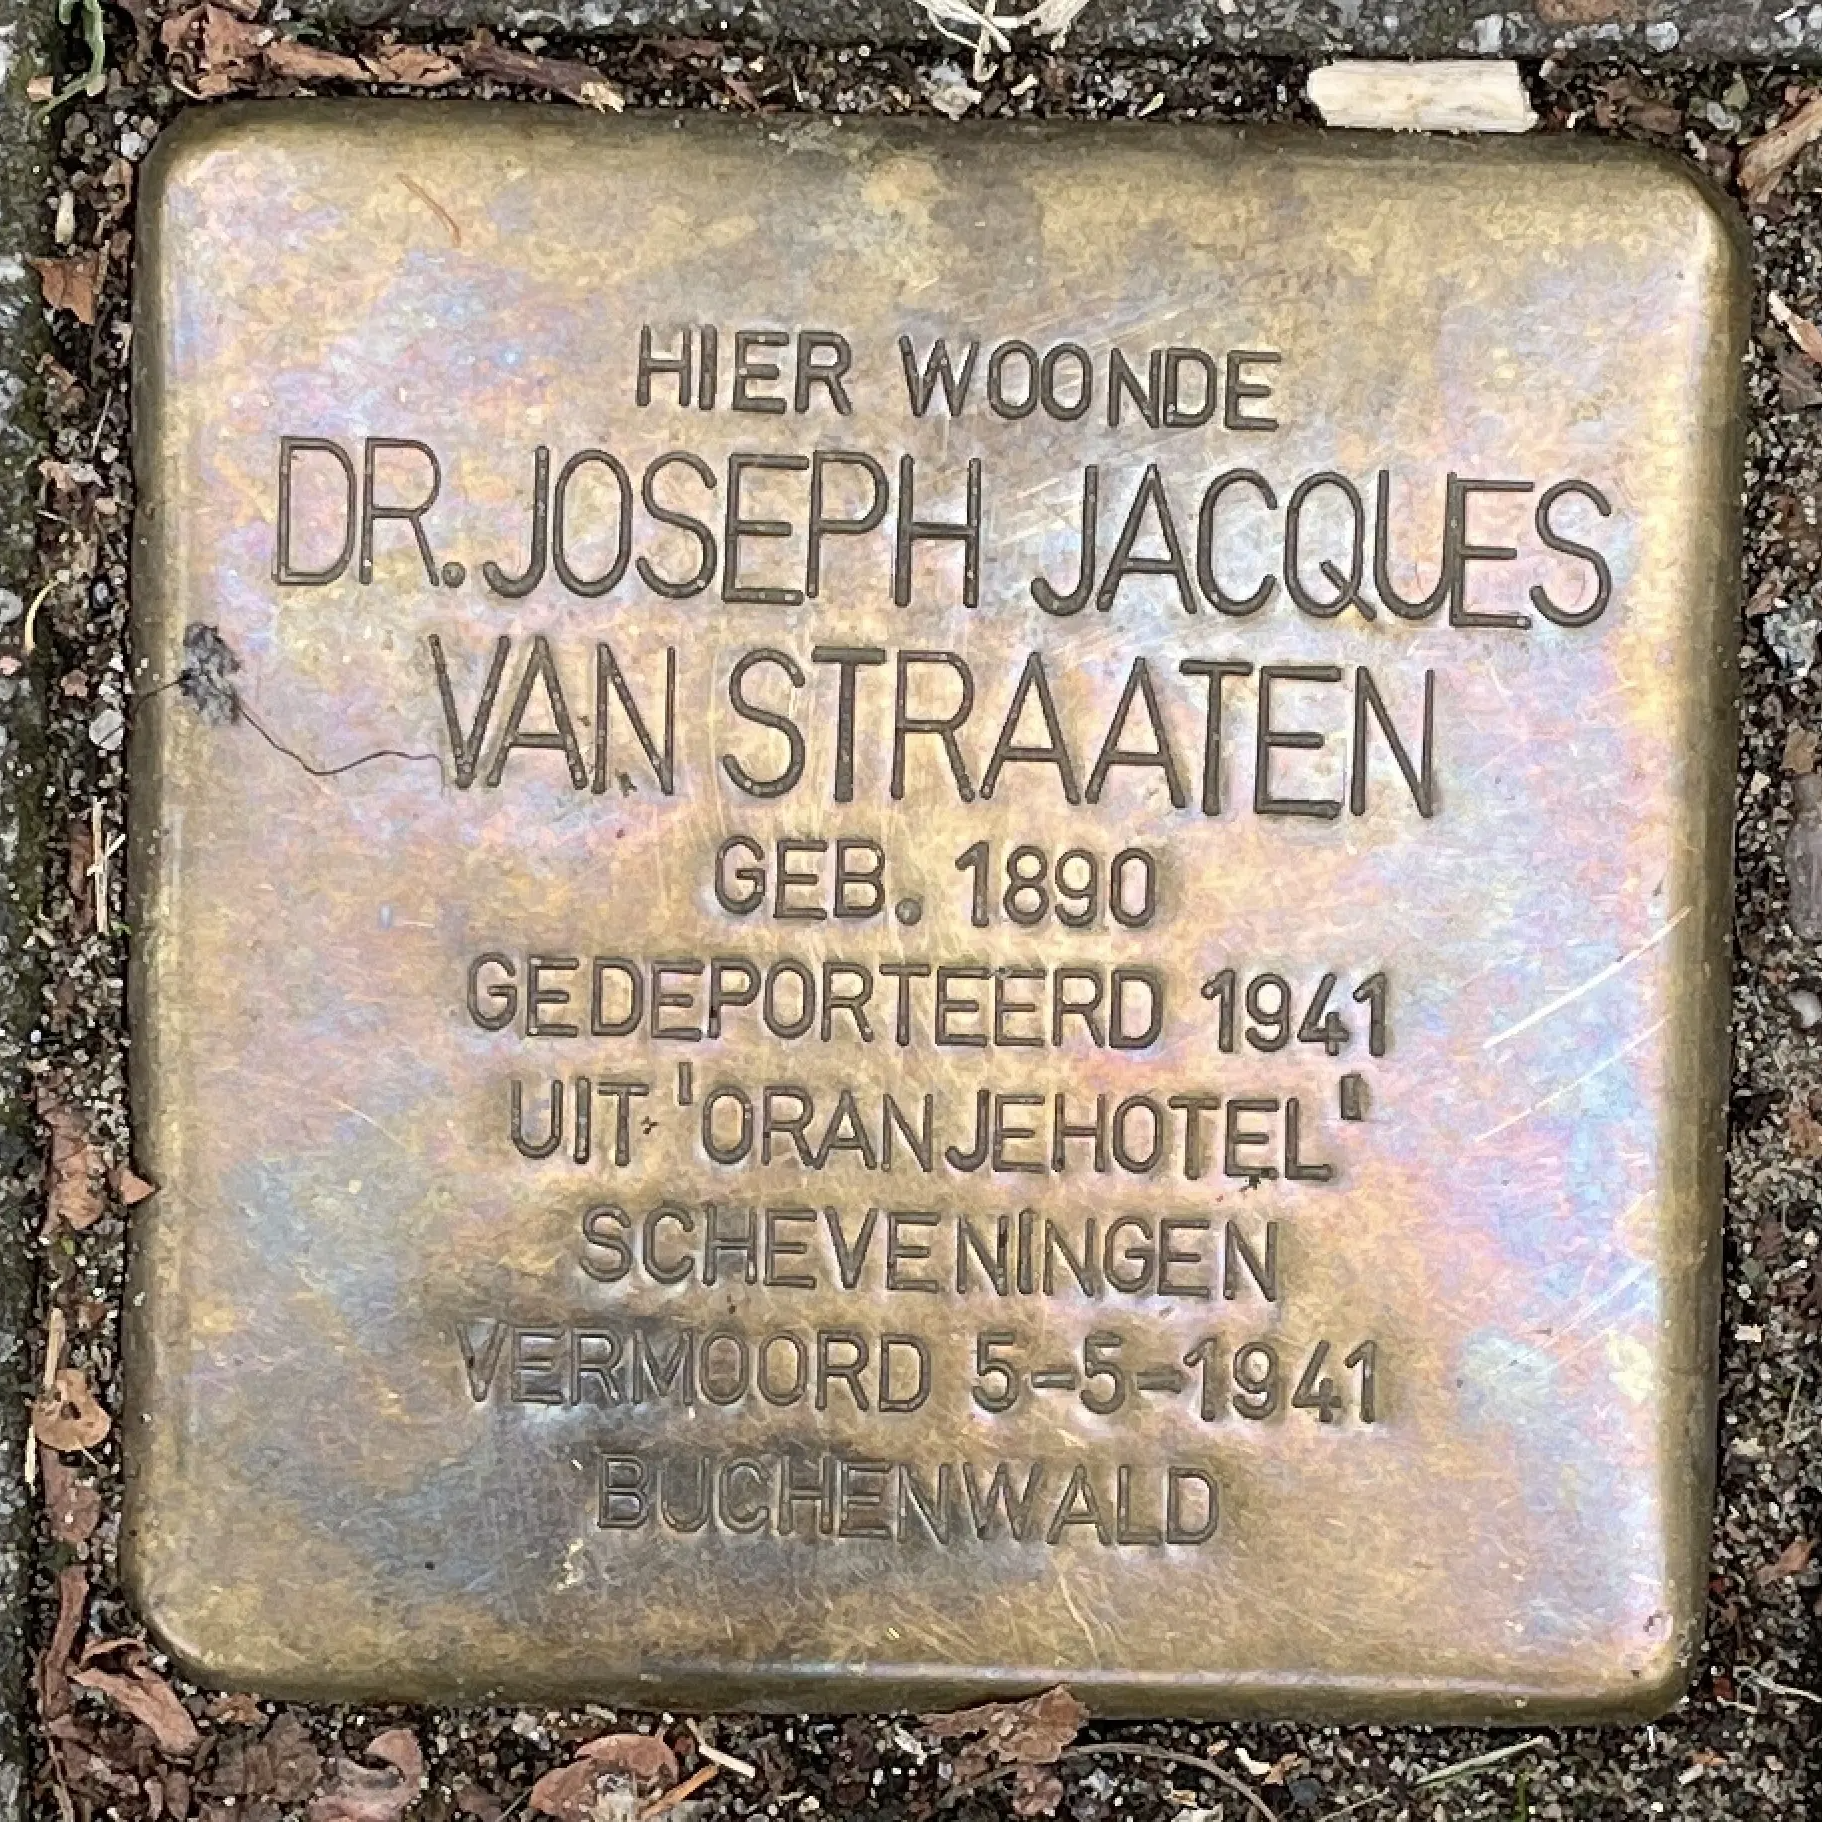 HIER WOONDE
DR. JOSEPH JACQUES
VAN STRAATEN
GEB. 1890
GEDEPORTEERD 1941
UIT 'ORANJEHOTEL'
SCHEVENINGEN
VERMOORD 5-5-1941
BUCHENWALD